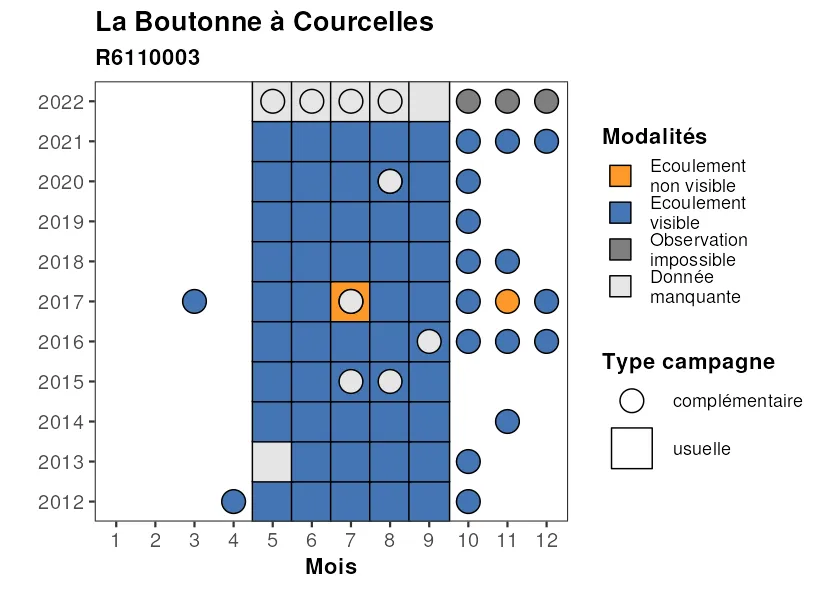 La Boutonne à Courcelles
R6110003
2022
2021
2020
2019
2018
2017
2016
2015
2014
2013
2012
1 2 3 4 5 6 7 8 9 10 11 12
Mois
Modalités
Ecoulement
non visible
Ecoulement
visible
Observation
impossible
Donnée
manquante
Type campagne
complémentaire
usuelle